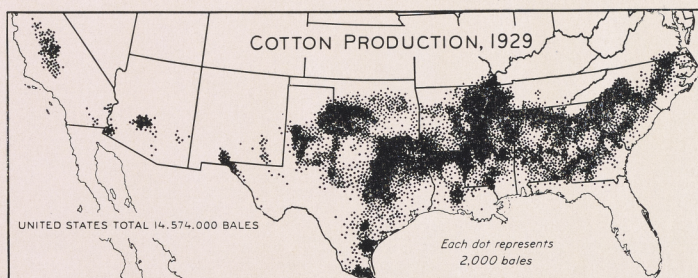 COTTON PRODUCTION, 1929
UNITED STATES TOTAL 14.574.000 BALES
Each dot represents
2,000 bales